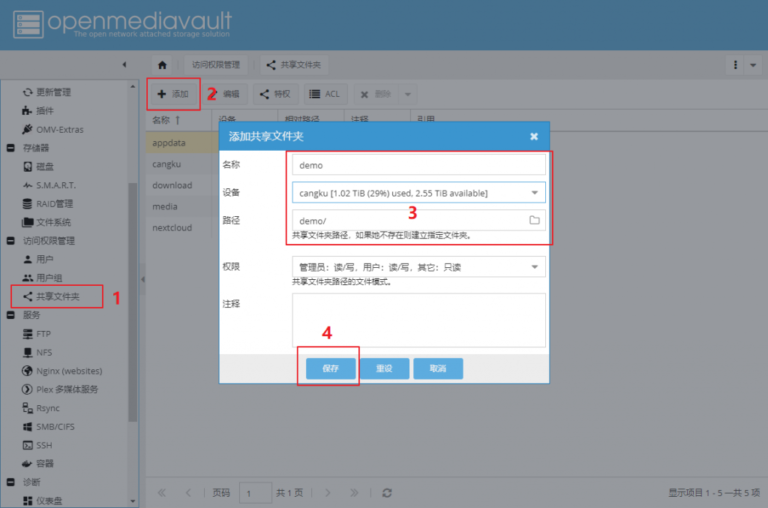 openmediavault
The open network attached storage solution
访问权限管理
共享文件夹
更新管理
插件
OMV-Extras
存储器
磁盘
S.M.A.R.T.
RAID管理
文件系统
访问权限管理
用户
用户组
共享文件夹
1
服务
FTP
NFS
Nginx (websites)
Plex 多媒体服务
Rsync
SMB/CIFS
SSH
容器
诊断
仪表盘
添加
2
编辑
特权
ACL
删除
名称
设备
相对路径
注释
引用
appdata
cangku
download
media
nextcloud
添加共享文件夹
名称
demo
设备
cangku [1.02 TiB (29%) used, 2.55 TiB available]
3
路径
demo/
共享文件夹路径，如果她不存在则建立指定文件夹。
权限
管理员：读/写，用户：读/写，其它：只读
共享文件夹路径的文件模式。
注释
4
保存
重设
取消
页码
1
共 1 页
显示项目 1 - 5 一共 5 项